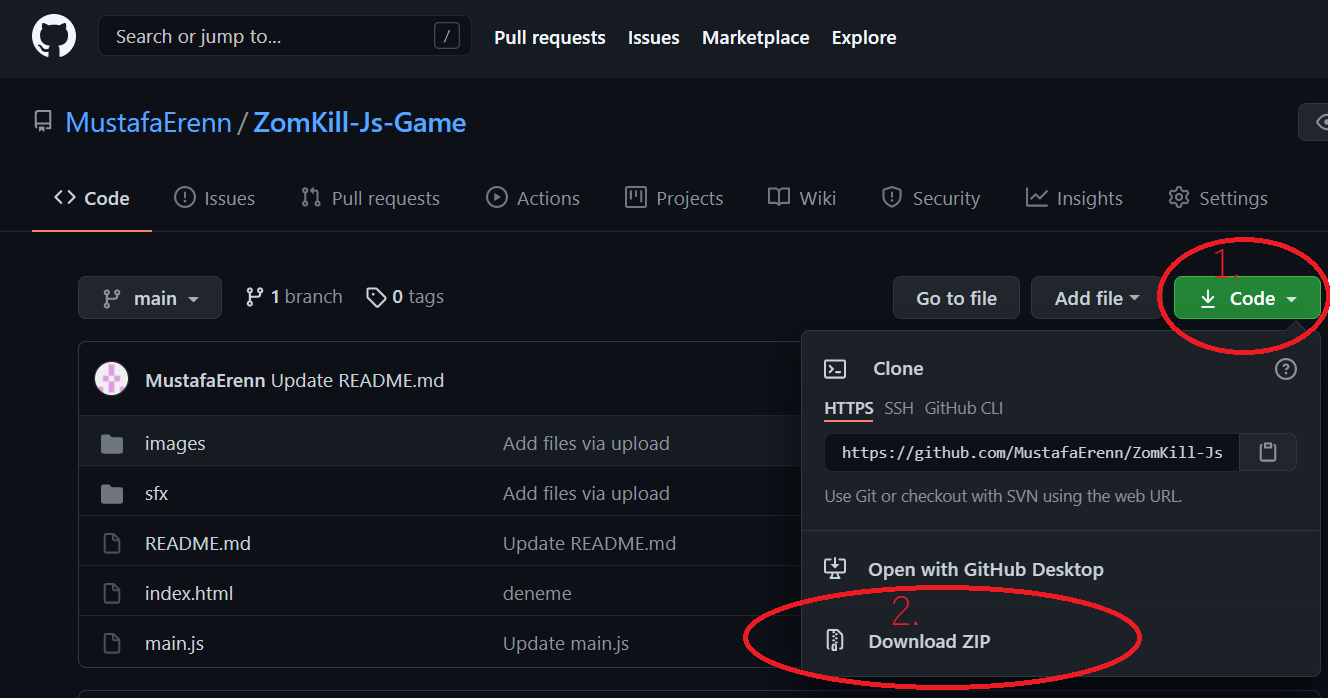 Search or jump to... /
Pull requests Issues Marketplace Explore
MustafaErenn / ZomKill-Js-Game
Code Issues Pull requests Actions Projects Wiki Security Insights Settings
1.
main 1 branch 0 tags Go to file Add file Code
MustafaErenn Update README.md
images Add files via upload
sfx Add files via upload
README.md Update README.md
index.html deneme
main.js Update main.js
Clone ?
HTTPS SSH GitHub CLI
https://github.com/MustafaErenn/ZomKill-Js
Use Git or checkout with SVN using the web URL.
Open with GitHub Desktop
2.
Download ZIP